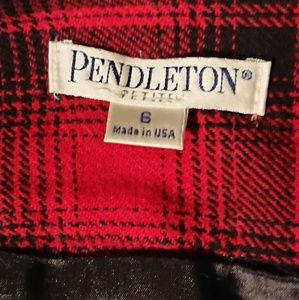 PENDLETON®
PETITE
6
Made in USA